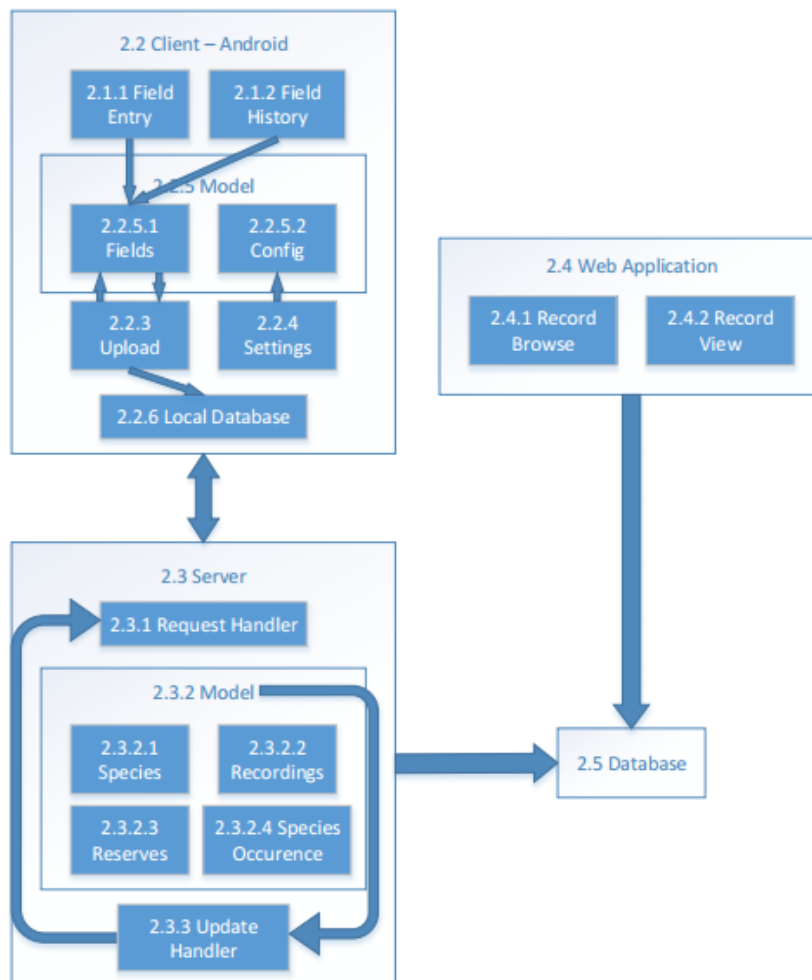 2.2 Client – Android
2.1.1 Field
Entry
2.1.2 Field
History
2.2.5 Model
2.2.5.1
Fields
2.2.5.2
Config
2.2.3
Upload
2.2.4
Settings
2.2.6 Local Database
2.4 Web Application
2.4.1 Record
Browse
2.4.2 Record
View
2.3 Server
2.3.1 Request Handler
2.3.2 Model
2.3.2.1
Species
2.3.2.2
Recordings
2.3.2.3
Reserves
2.3.2.4 Species
Occurence
2.3.3 Update
Handler
2.5 Database